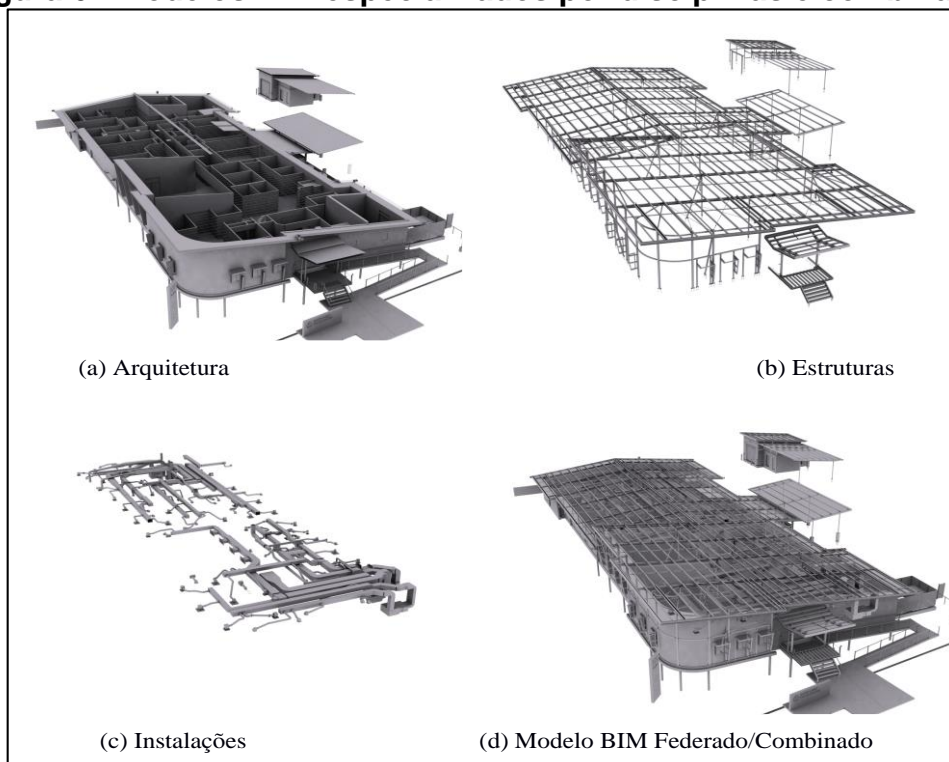 (a) Arquitetura
(b) Estruturas
(c) Instalações
(d) Modelo BIM Federado/Combinado